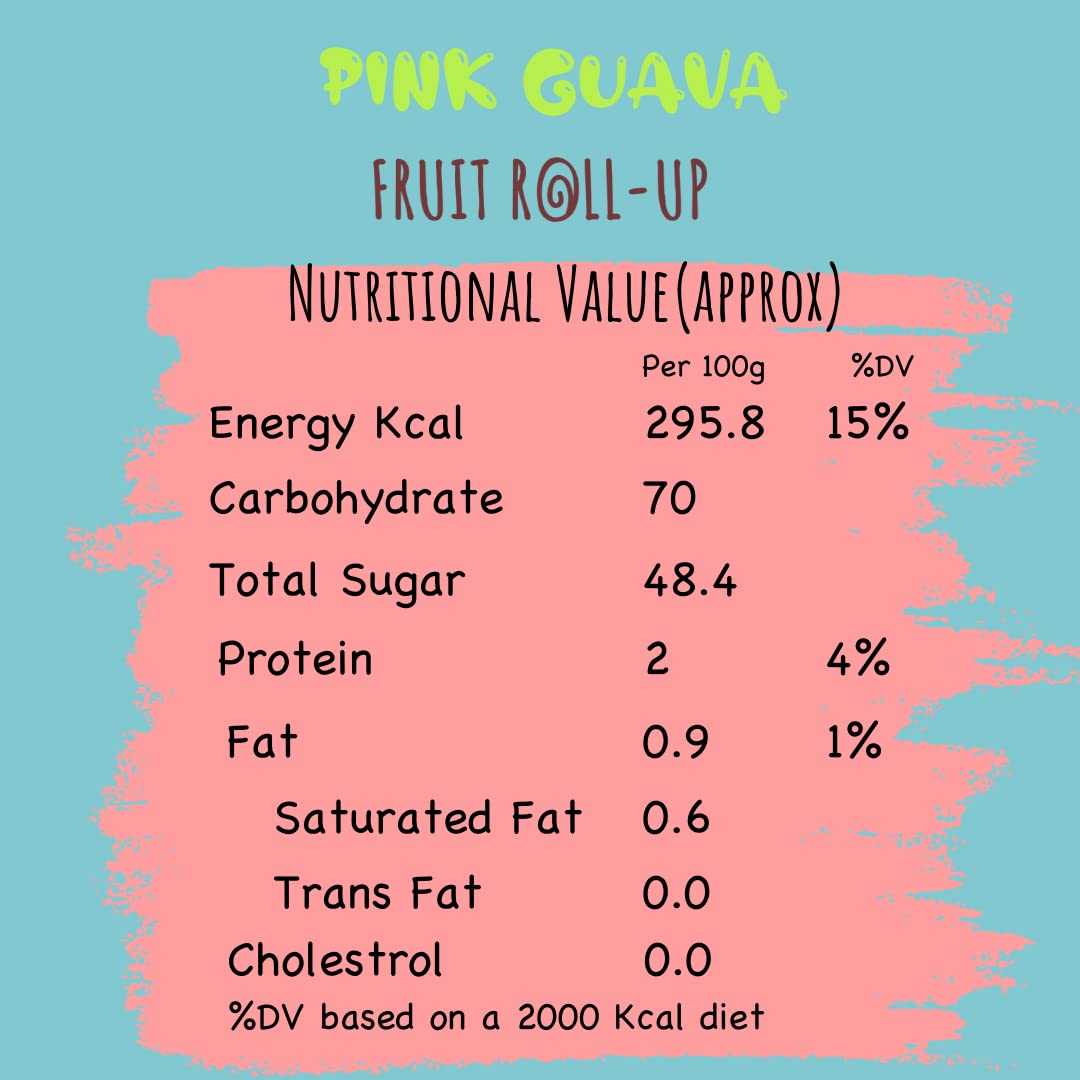 PINK GUAVA
FRUIT ROLL-UP
NUTRITIONAL VALUE(APPROX)
Per 100g %DV
Energy Kcal 295.8 15%
Carbohydrate 70
Total Sugar 48.4
Protein 2 4%
Fat 0.9 1%
Saturated Fat 0.6
Trans Fat 0.0
Cholestrol 0.0
%DV based on a 2000 Kcal diet